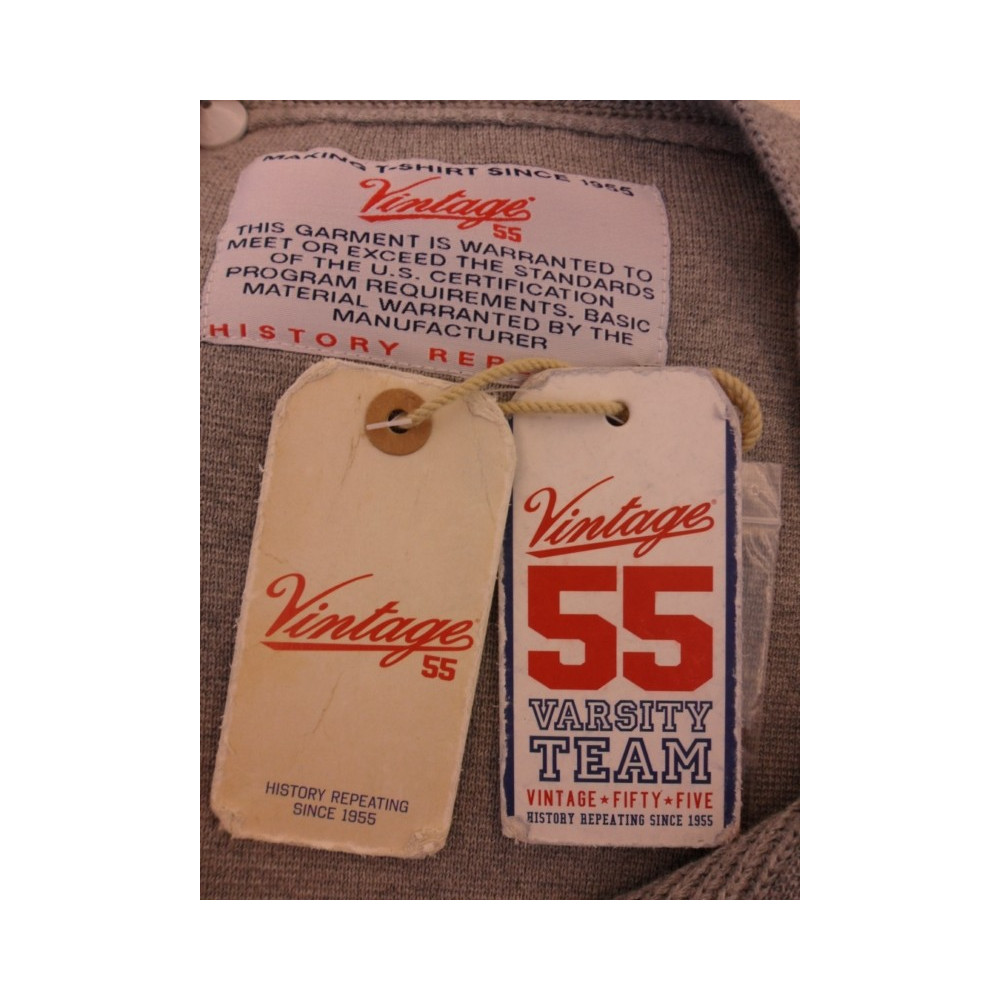 MAKING T-SHIRT SINCE 1955
Vintage
55
THIS GARMENT IS WARRANTED TO
MEET OR EXCEED THE STANDARDS
OF THE U.S. CERTIFICATION
PROGRAM REQUIREMENTS. BASIC
MATERIAL WARRANTED BY THE
MANUFACTURER
HISTORY REP
Vintage
55
HISTORY REPEATING
SINCE 1955
Vintage
55
VARSITY
TEAM
VINTAGE★FIFTY★FIVE
HISTORY REPEATING SINCE 1955